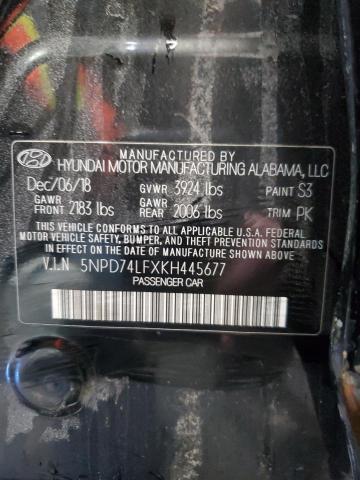 MANUFACTURED BY
HYUNDAI MOTOR MANUFACTURING ALABAMA, LLC
Dec/06/18 GVWR 3924 lbs PAINT S3
GAWR FRONT 2183 lbs GAWR REAR 2006 lbs TRIM PK
THIS VEHICLE CONFORMS TO ALL APPLICABLE U.S. FEDERAL
MOTOR VEHICLE SAFETY, BUMPER, AND THEFT PREVENTION
STANDARDS IN EFFECT ON THE DATE OF MANUFACTURE SHOWN ABOVE.
V.I.N 5NPD74LFXKH445677
PASSENGER CAR